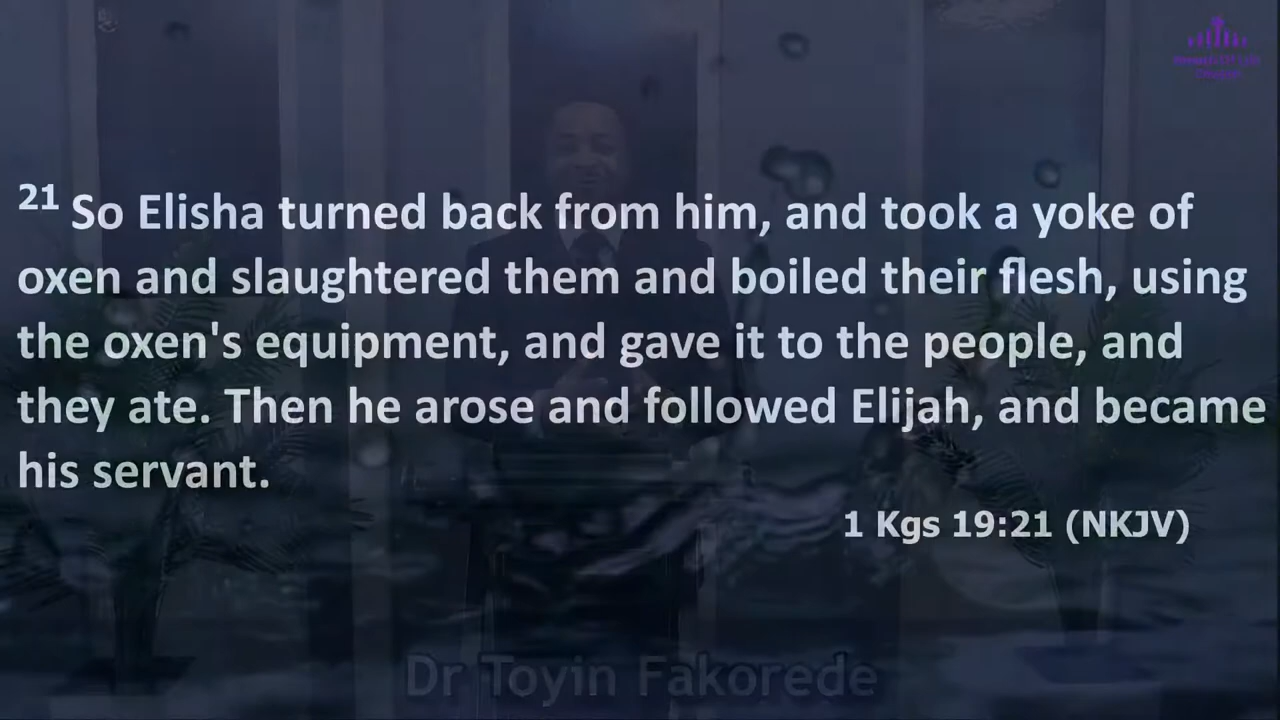 21 So Elisha turned back from him, and took a yoke of
oxen and slaughtered them and boiled their flesh, using
the oxen's equipment, and gave it to the people, and
they ate. Then he arose and followed Elijah, and became
his servant.
1 Kgs 19:21 (NKJV)
Dr Toyin Fakorede